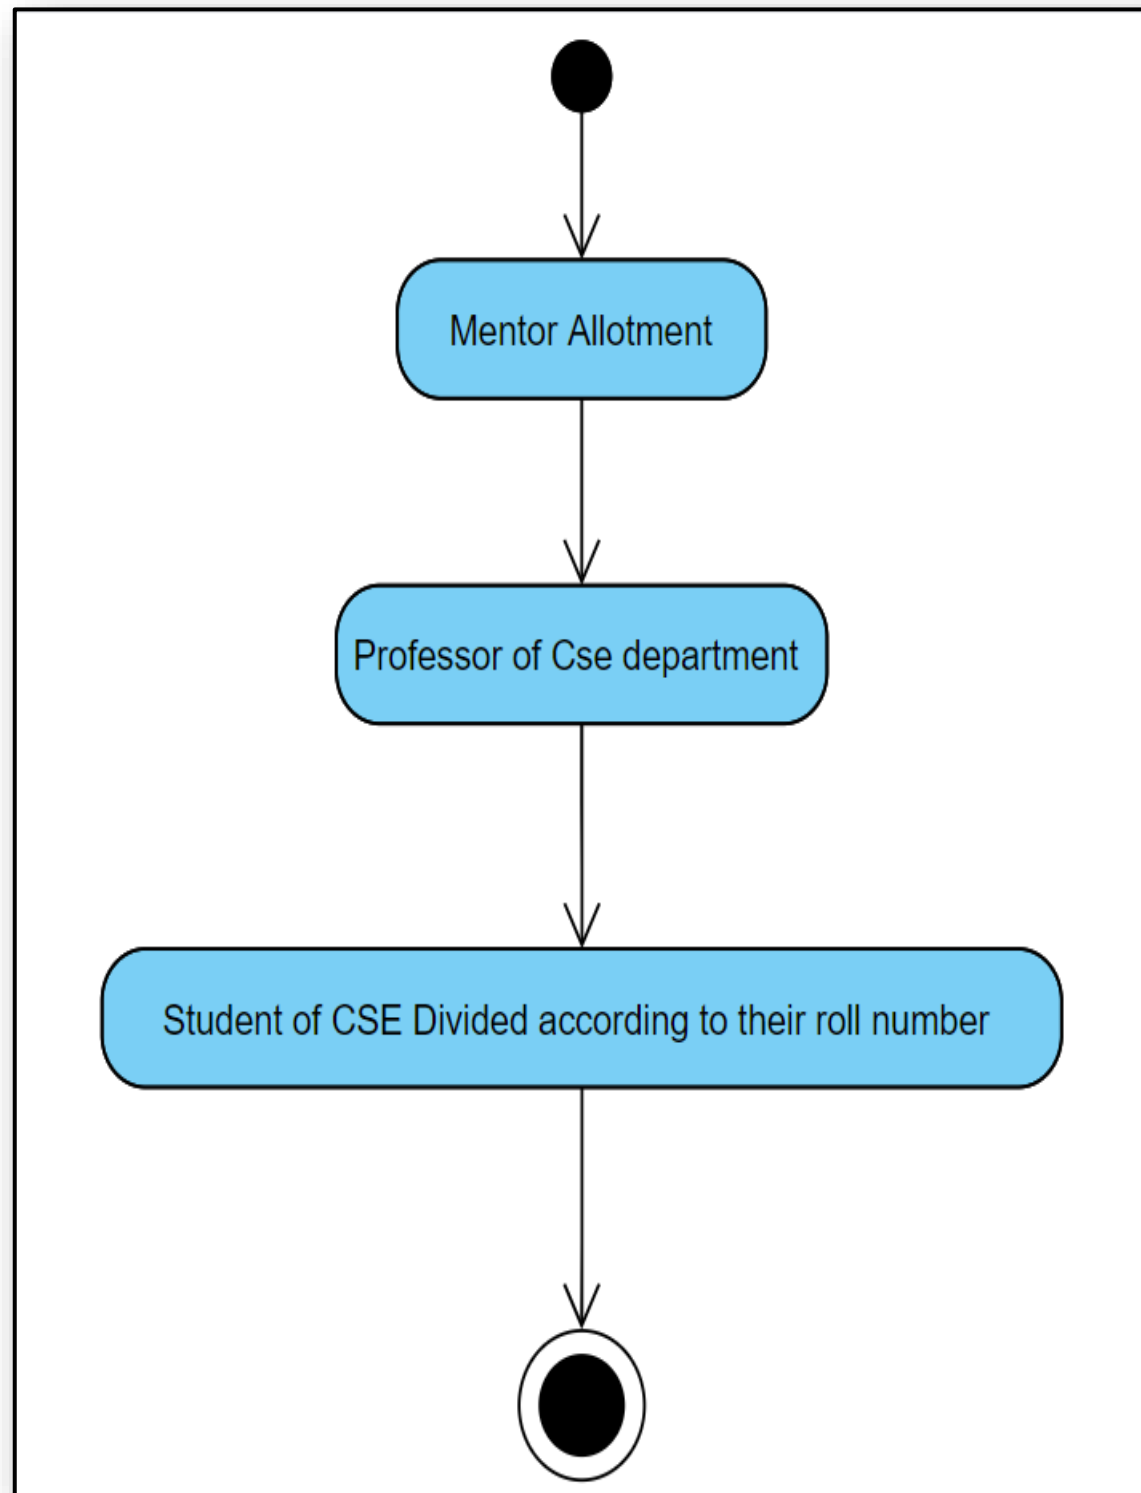 Mentor Allotment
Professor of Cse department
Student of CSE Divided according to their roll number